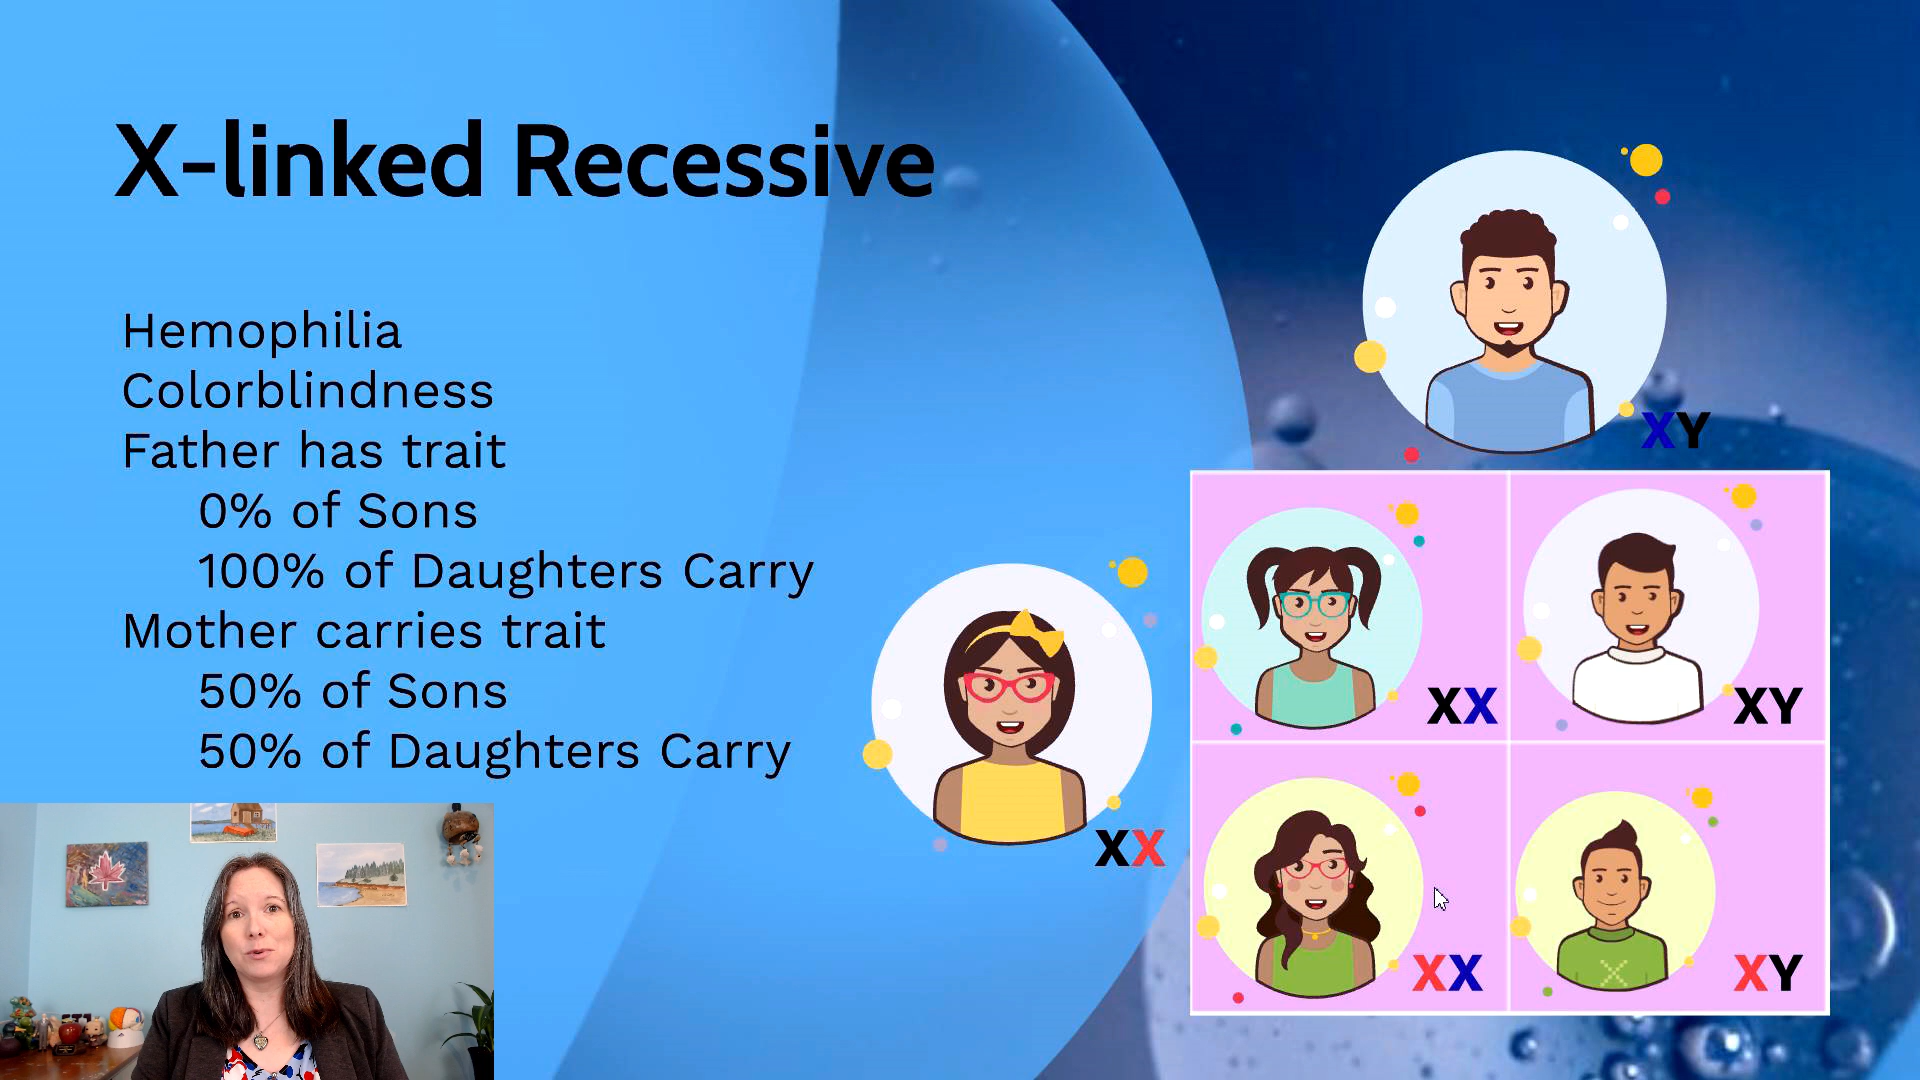 X-linked Recessive
Hemophilia
Colorblindness
Father has trait
0% of Sons
100% of Daughters Carry
Mother carries trait
50% of Sons
50% of Daughters Carry
XY
XX
XX
XY
XX
XY